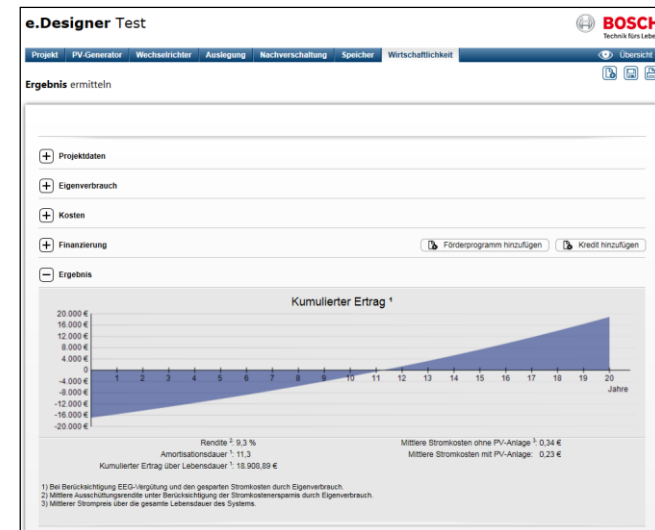 e.Designer Test
BOSCH
Technik fürs Leben
Projekt PV-Generator Wechselrichter Auslegung Nachverschaltung Speicher Wirtschaftlichkeit Übersicht
Ergebnis ermitteln
Projektdaten
Eigenverbrauch
Kosten
Finanzierung
Förderprogramm hinzufügen Kredit hinzufügen
Ergebnis
Kumulierter Ertrag ¹
20.000 €
16.000 €
12.000 €
8.000 €
4.000 €
0
-4.000 €
-8.000 €
-12.000 €
-16.000 €
-20.000 €
1 2 3 4 5 6 7 8 9 10 11 12 13 14 15 16 17 18 19 20
Jahre
Rendite ²: 9,3 % Mittlere Stromkosten ohne PV-Anlage ³: 0,34 €
Amortisationsdauer ¹: 11,3 Mittlere Stromkosten mit PV-Anlage: 0,23 €
Kumulierter Ertrag über Lebensdauer ¹: 18.908,89 €
1) Bei Berücksichtigung EEG-Vergütung und den gesparten Stromkosten durch Eigenverbrauch.
2) Mittlere Ausschüttungsrendite unter Berücksichtigung der Stromkostenersparnis durch Eigenverbrauch.
3) Mittlerer Strompreis über die gesamte Lebensdauer des Systems.